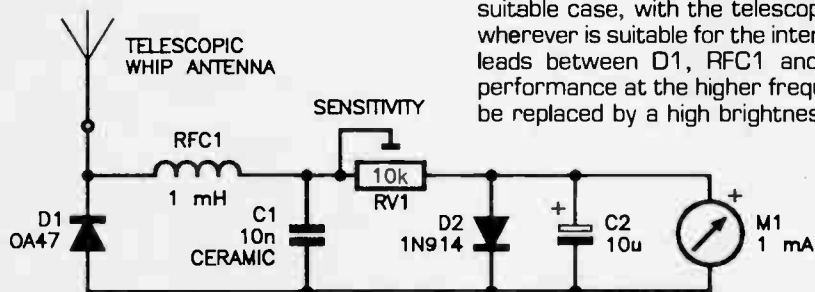 suitable case, with the telescop
wherever is suitable for the inter
leads between D1, RFC1 and
performance at the higher frequ
be replaced by a high brightnes
TELESCOPIC
WHIP ANTENNA
SENSITIVITY
RFC1
1 mH
10k
RV1
D1
OA47
C1
10n
CERAMIC
D2
1N914
+
C2
10u
+
M1
1 mA